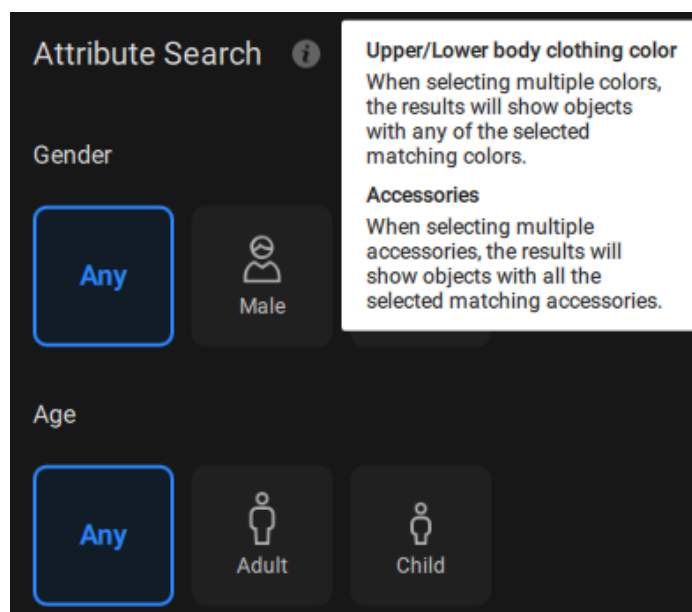 Attribute Search
Upper/Lower body clothing color
When selecting multiple colors,
the results will show objects
with any of the selected
matching colors.
Accessories
When selecting multiple
accessories, the results will
show objects with all the
selected matching accessories.
Gender
Any
Male
Age
Any
Adult
Child